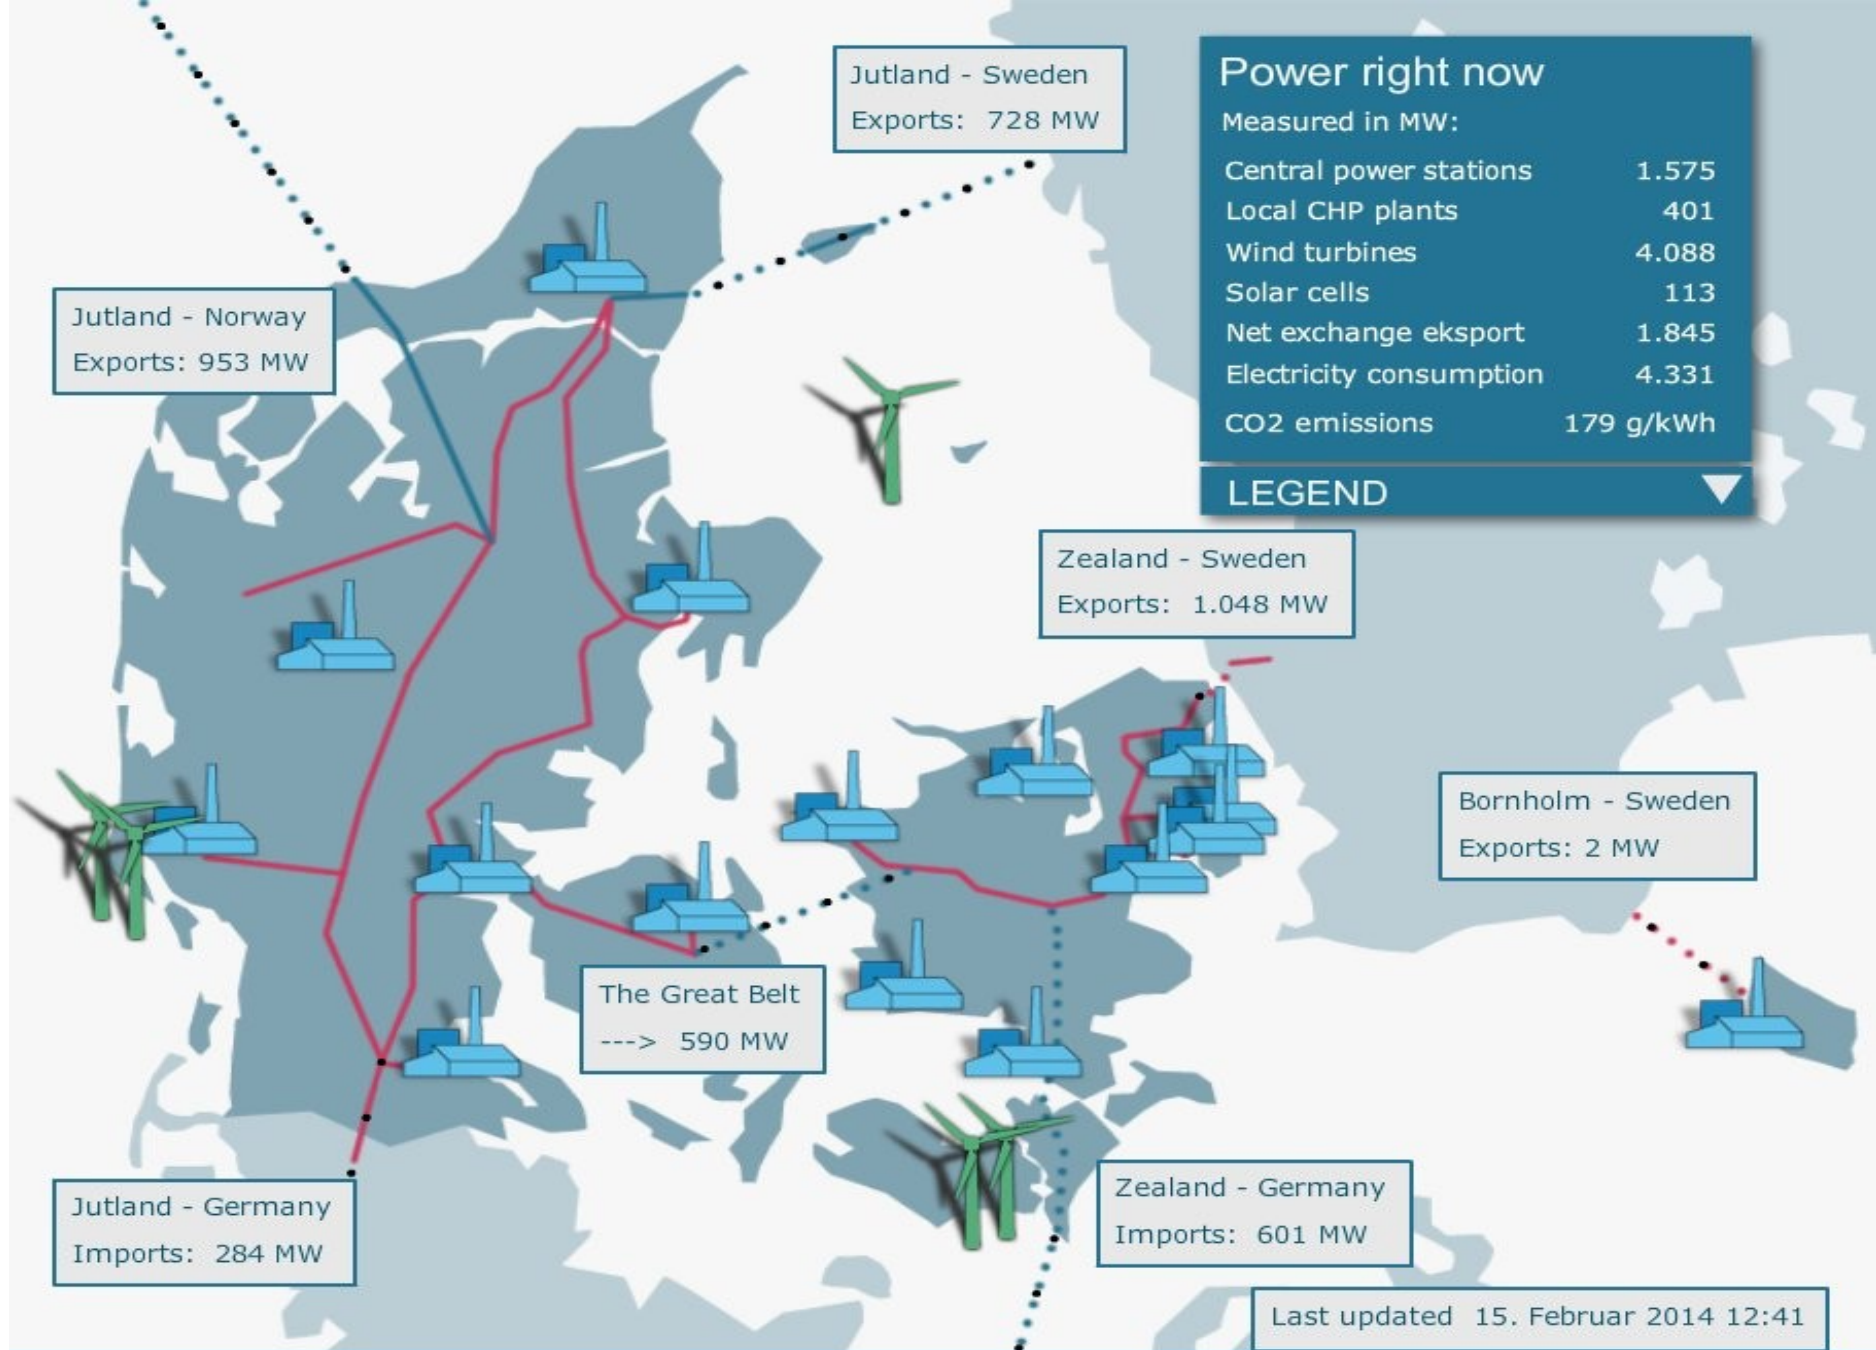 Jutland - Sweden
Exports: 728 MW
Power right now
Measured in MW:
Central power stations 1.575
Local CHP plants 401
Wind turbines 4.088
Solar cells 113
Net exchange eksport 1.845
Electricity consumption 4.331
CO2 emissions 179 g/kWh
LEGEND
Jutland - Norway
Exports: 953 MW
Zealand - Sweden
Exports: 1.048 MW
Bornholm - Sweden
Exports: 2 MW
The Great Belt
---> 590 MW
Jutland - Germany
Imports: 284 MW
Zealand - Germany
Imports: 601 MW
Last updated 15. Februar 2014 12:41